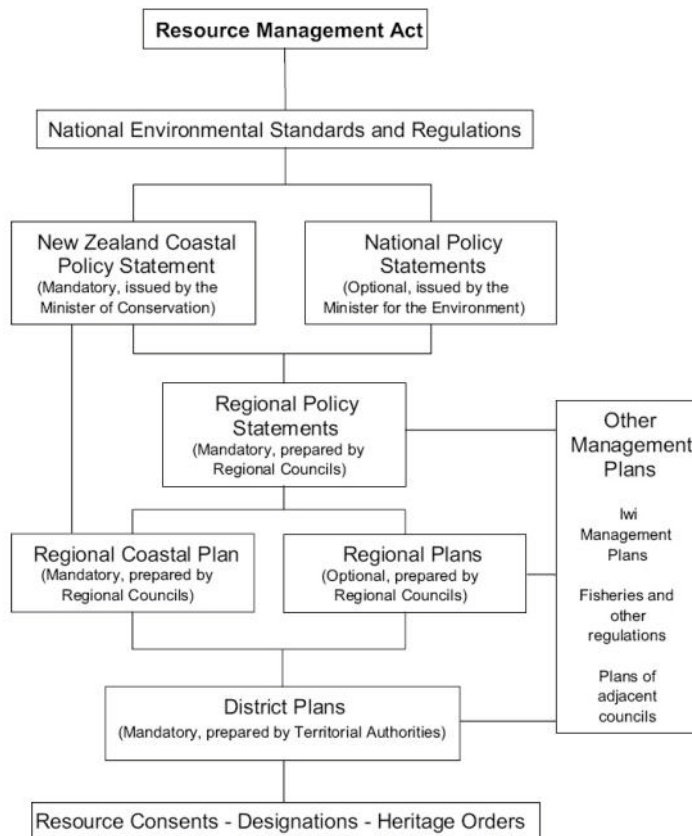 Resource Management Act
National Environmental Standards and Regulations
New Zealand Coastal
Policy Statement
(Mandatory, issued by the
Minister of Conservation)
National Policy
Statements
(Optional, issued by the
Minister for the Environment)
Regional Policy
Statements
(Mandatory, prepared by
Regional Councils)
Other
Management
Plans
Iwi
Management
Plans
Fisheries and
other
regulations
Plans of
adjacent
councils
Regional Coastal Plan
(Mandatory, prepared by
Regional Councils)
Regional Plans
(Optional, prepared by
Regional Councils)
District Plans
(Mandatory, prepared by Territorial Authorities)
Resource Consents - Designations - Heritage Orders